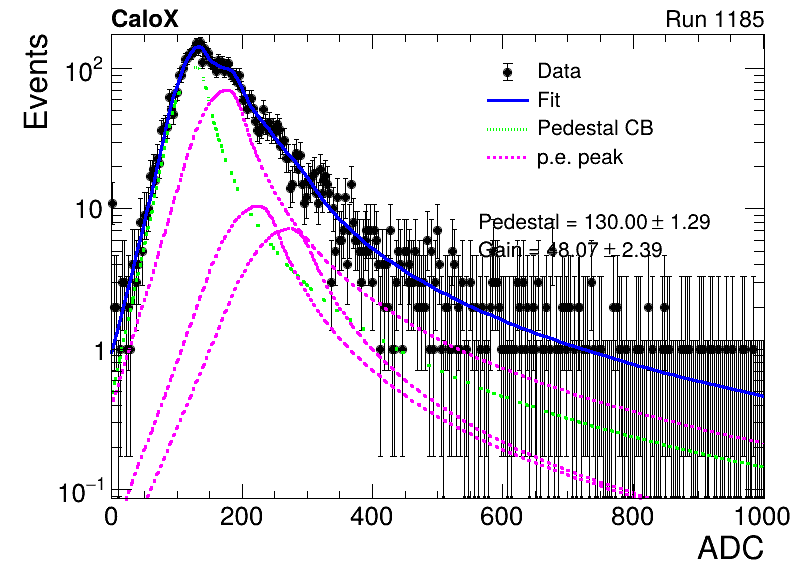 CaloX Run 1185
Events
Data
Fit
Pedestal CB
p.e. peak
Pedestal = 130.00 ± 1.29
Gain = 48.07 ± 2.39
10²
10
1
10⁻¹
0 200 400 600 800 1000
ADC